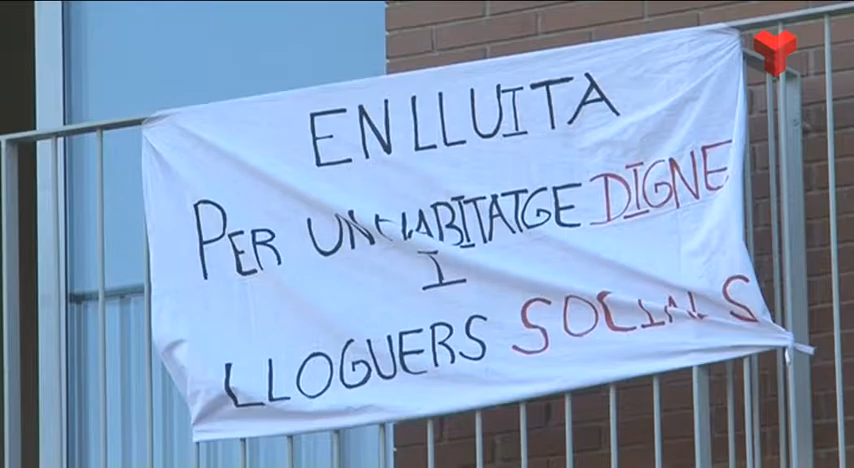 EN LLUITA
PER UN HABITATGE DIGNE
I
LLOGUERS SOCIALS